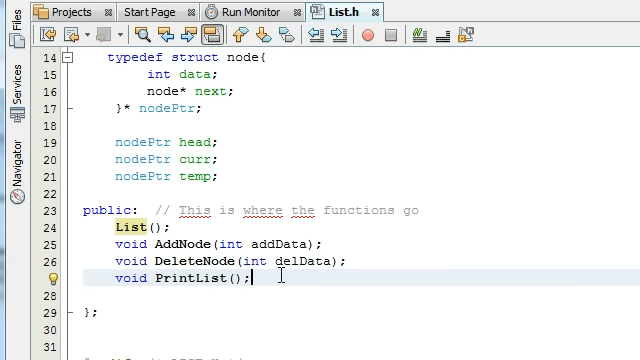 Projects Start Page Run Monitor List.h
Files
Services
Navigator
14 typedef struct node{
15 int data;
16 node* next;
17 }* nodePtr;
18
19 nodePtr head;
20 nodePtr curr;
21 nodePtr temp;
22
23 public: // This is where the functions go
24 List();
25 void AddNode(int addData);
26 void DeleteNode(int delData);
void PrintList();
28
29 };
30
31